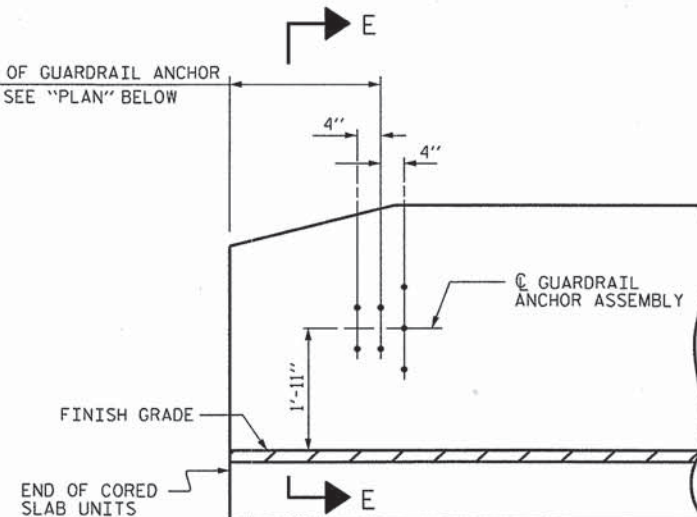 E
OF GUARDRAIL ANCHOR
SEE "PLAN" BELOW
4"
4"
℄ GUARDRAIL
ANCHOR ASSEMBLY
1'-11"
FINISH GRADE
END OF CORED
SLAB UNITS
E